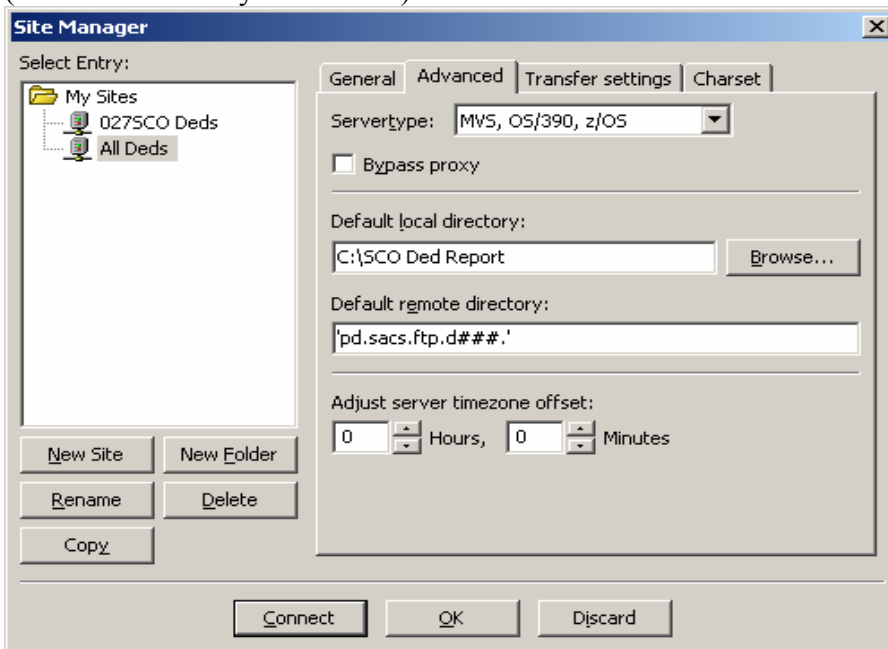 Site Manager
Select Entry:
My Sites
027SCO Deds
All Deds
New Site
New Folder
Rename
Delete
Copy
General
Advanced
Transfer settings
Charset
Servertype:
MVS, OS/390, z/OS
Bypass proxy
Default local directory:
C:\SCO Ded Report
Browse...
Default remote directory:
'pd.sacs.ftp.d###.'
Adjust server timezone offset:
0 Hours, 0 Minutes
Connect
OK
Discard